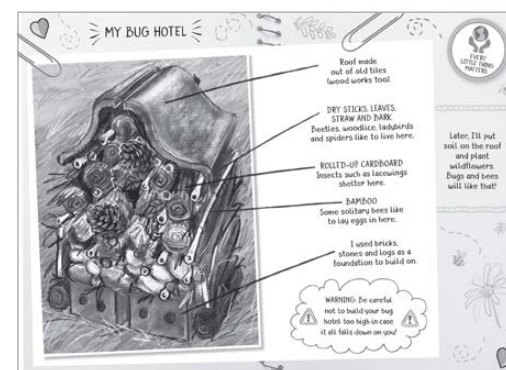 MY BUG HOTEL
Roof made
out of old tiles
(wood works too).
DRY STICKS, LEAVES,
STRAW AND BARK.
Beetles, woodlice, ladybirds
and spiders like to live here.
ROLLED-UP CARDBOARD
Insects such as lacewings
shelter here.
BAMBOO
Some solitary bees like
to lay eggs in here.
I used bricks,
stones and logs as a
foundation to build on.
WARNING: Be careful
not to build your bug
hotel too high in case
it all falls down on you!
EVERY
LITTLE THING
MATTERS
Later, I'll put
soil on the roof
and plant
wildflowers.
Bugs and bees
will like that!